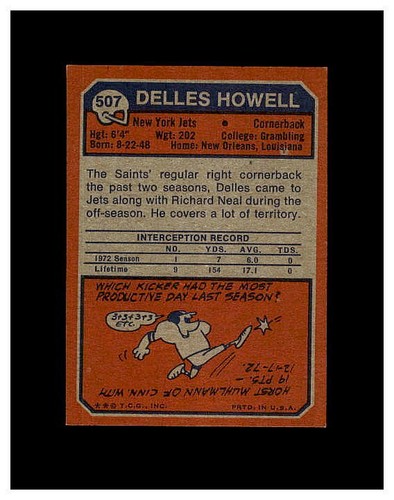 507
DELLES HOWELL
New York Jets • Cornerback
Hgt: 6'4" Wgt: 202 College: Grambling
Born: 8-22-48 Home: New Orleans, Louisiana
The Saints' regular right cornerback
the past two seasons, Delles came to
Jets along with Richard Neal during the
off-season. He covers a lot of territory.
INTERCEPTION RECORD
NO. YDS. AVG. TDS.
1972 Season 1 7 6.0 0
Lifetime 9 154 17.1 0
WHICH KICKER HAD THE MOST
PRODUCTIVE DAY LAST SEASON?
3+3+3+3
ETC.
HORST MUHLMANN OF CINN. WITH
19 PTS. —
12-17-72.
**© T.C.G., INC. PRTD. IN U.S.A.